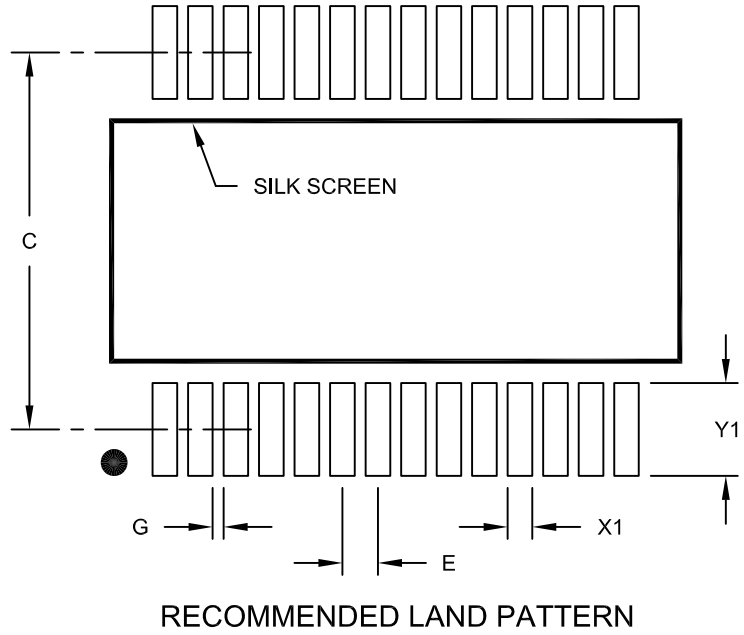 SILK SCREEN
C
Y1
G
X1
E
RECOMMENDED LAND PATTERN